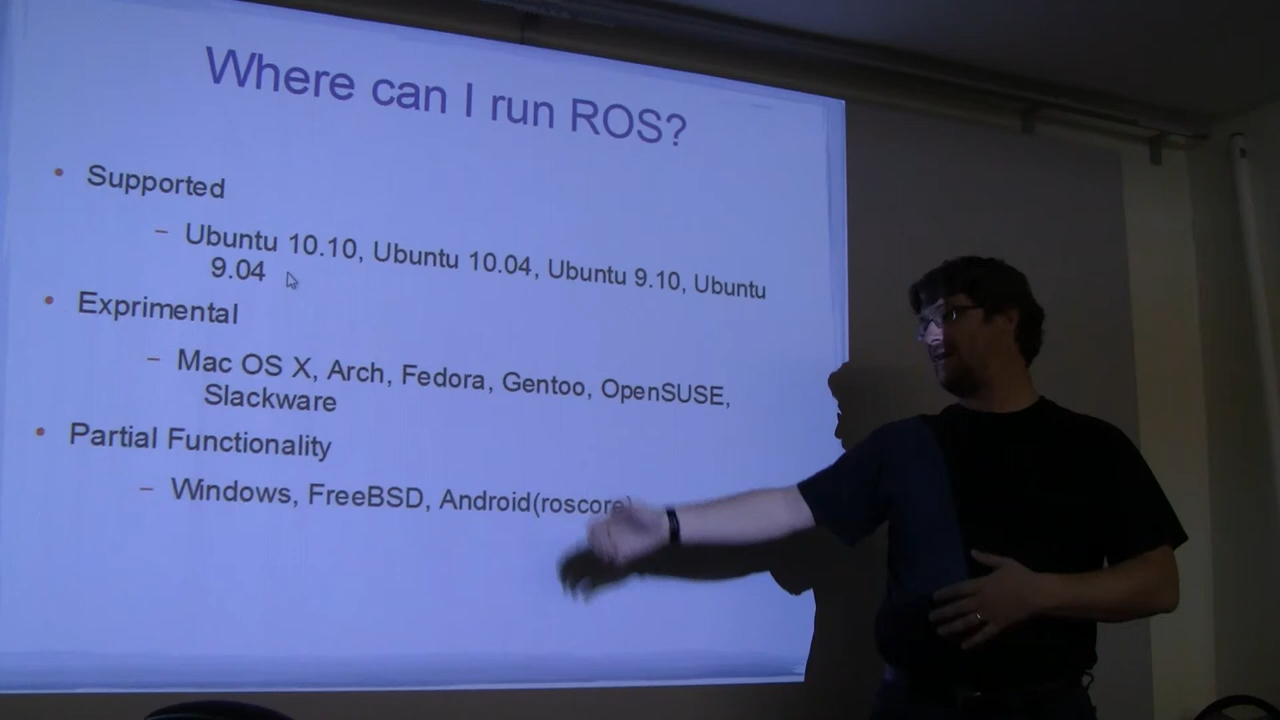 Where can I run ROS?
• Supported
– Ubuntu 10.10, Ubuntu 10.04, Ubuntu 9.10, Ubuntu
9.04
• Exprimental
– Mac OS X, Arch, Fedora, Gentoo, OpenSUSE,
Slackware
• Partial Functionality
– Windows, FreeBSD, Android(roscore)